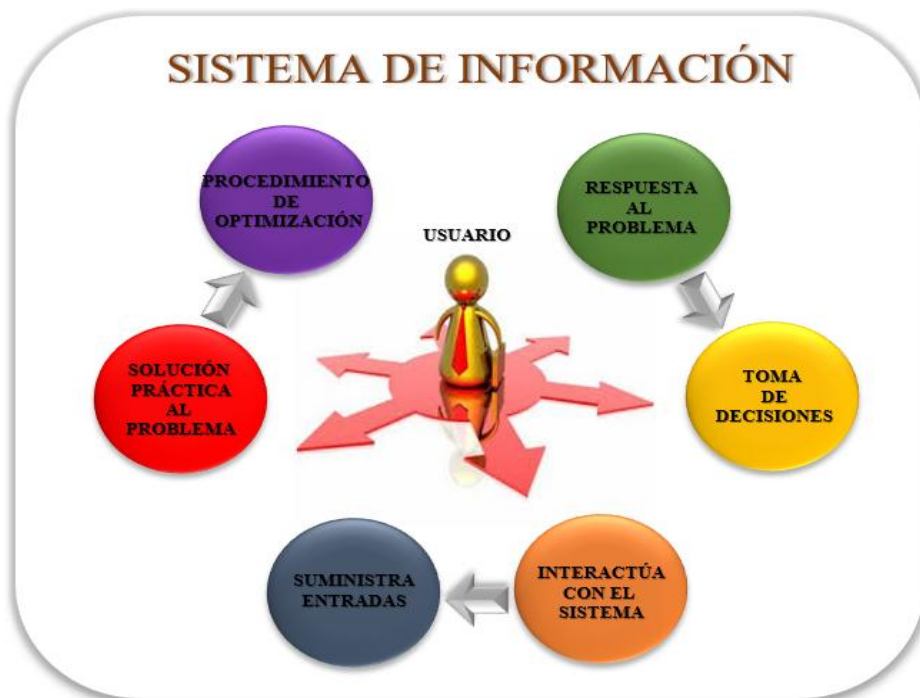 SISTEMA DE INFORMACIÓN
PROCEDIMIENTO
DE
OPTIMIZACIÓN
RESPUESTA
AL
PROBLEMA
USUARIO
SOLUCIÓN
PRÁCTICA
AL
PROBLEMA
TOMA
DE
DECISIONES
SUMINISTRA
ENTRADAS
INTERACTÚA
CON EL
SISTEMA